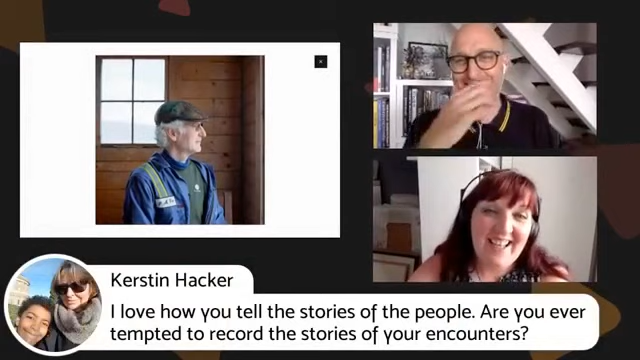 Kerstin Hacker
I love how you tell the stories of the people. Are you ever
tempted to record the stories of your encounters?